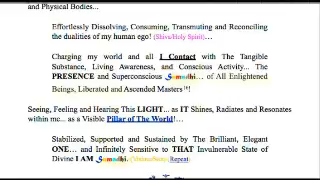 and Physical Bodies...
Effortlessly Dissolving, Consuming, Transmuting and Reconciling
the dualities of my human ego! (Shiva/Holy Spirit)…
Charging my world and all I Contact with The Tangible
Substance, Living Awareness, and Conscious Activity... The
PRESENCE and Superconscious Samadhi… of All Enlightened
Beings, Liberated and Ascended Masters
Seeing, Feeling and Hearing This LIGHT... as IT Shines, Radiates and Resonates
within me... as a Visible Pillar of The World!…
Stabilized, Supported and Sustained by The Brilliant, Elegant
ONE… and Infinitely Sensitive to THAT Invulnerable State of
Divine I AM Samadhi. Repeat